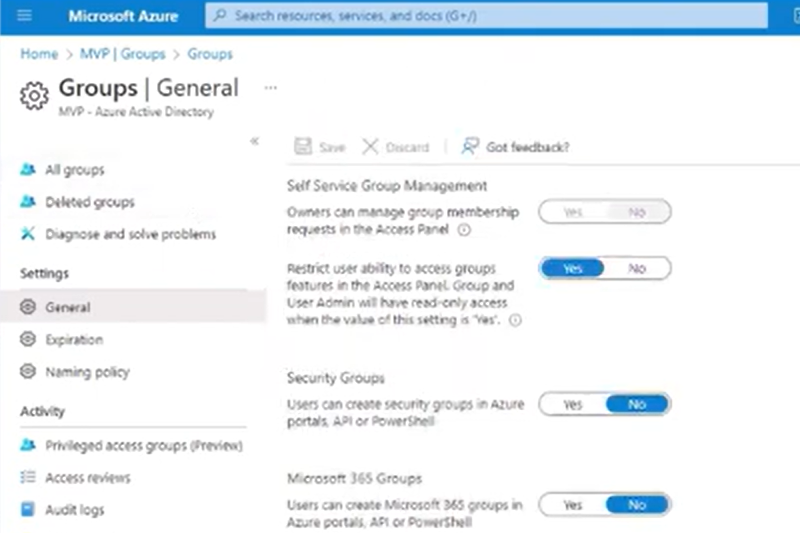 Microsoft Azure
Search resources, services, and docs (G+/)
Home > MVP | Groups > Groups
Groups | General ...
MVP - Azure Active Directory
«
All groups
Deleted groups
Diagnose and solve problems
Settings
General
Expiration
Naming policy
Activity
Privileged access groups (Preview)
Access reviews
Audit logs
Save Discard Got feedback?
Self Service Group Management
Owners can manage group membership
requests in the Access Panel
Yes No
Restrict user ability to access groups
features in the Access Panel. Group and
User Admin will have read-only access
when the value of this setting is 'Yes'.
Yes No
Security Groups
Users can create security groups in Azure
portals, API or PowerShell
Yes No
Microsoft 365 Groups
Users can create Microsoft 365 groups in
Azure portals, API or PowerShell
Yes No